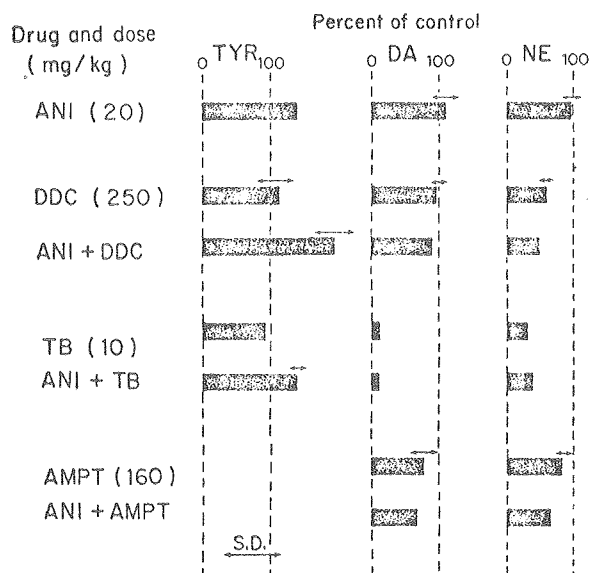 Percent of control
Drug and dose
(mg/kg)
TYR
DA
NE
0 100 0 100 0 100
ANI (20)
DDC (250)
ANI + DDC
TB (10)
ANI + TB
AMPT (160)
ANI + AMPT
S.D.